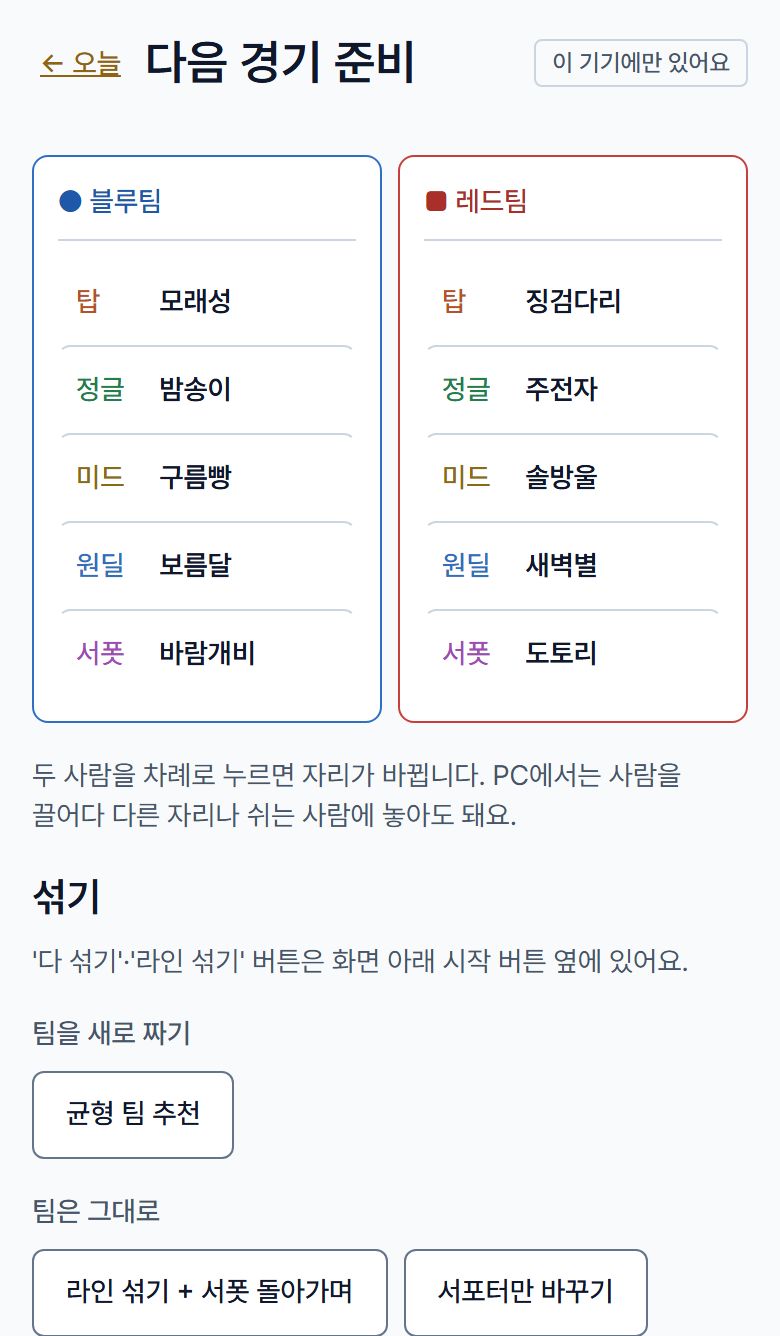 ← 오늘
다음 경기 준비
이 기기에만 있어요
블루팀
탑 모래성
정글 밤송이
미드 구름빵
원딜 보름달
서폿 바람개비
레드팀
탑 징검다리
정글 주전자
미드 솔방울
원딜 새벽별
서폿 도토리
두 사람을 차례로 누르면 자리가 바뀝니다. PC에서는 사람을
끌어다 다른 자리나 쉬는 사람에 놓아도 돼요.
섞기
'다 섞기'·'라인 섞기' 버튼은 화면 아래 시작 버튼 옆에 있어요.
팀을 새로 짜기
균형 팀 추천
팀은 그대로
라인 섞기 + 서폿 돌아가며
서포터만 바꾸기